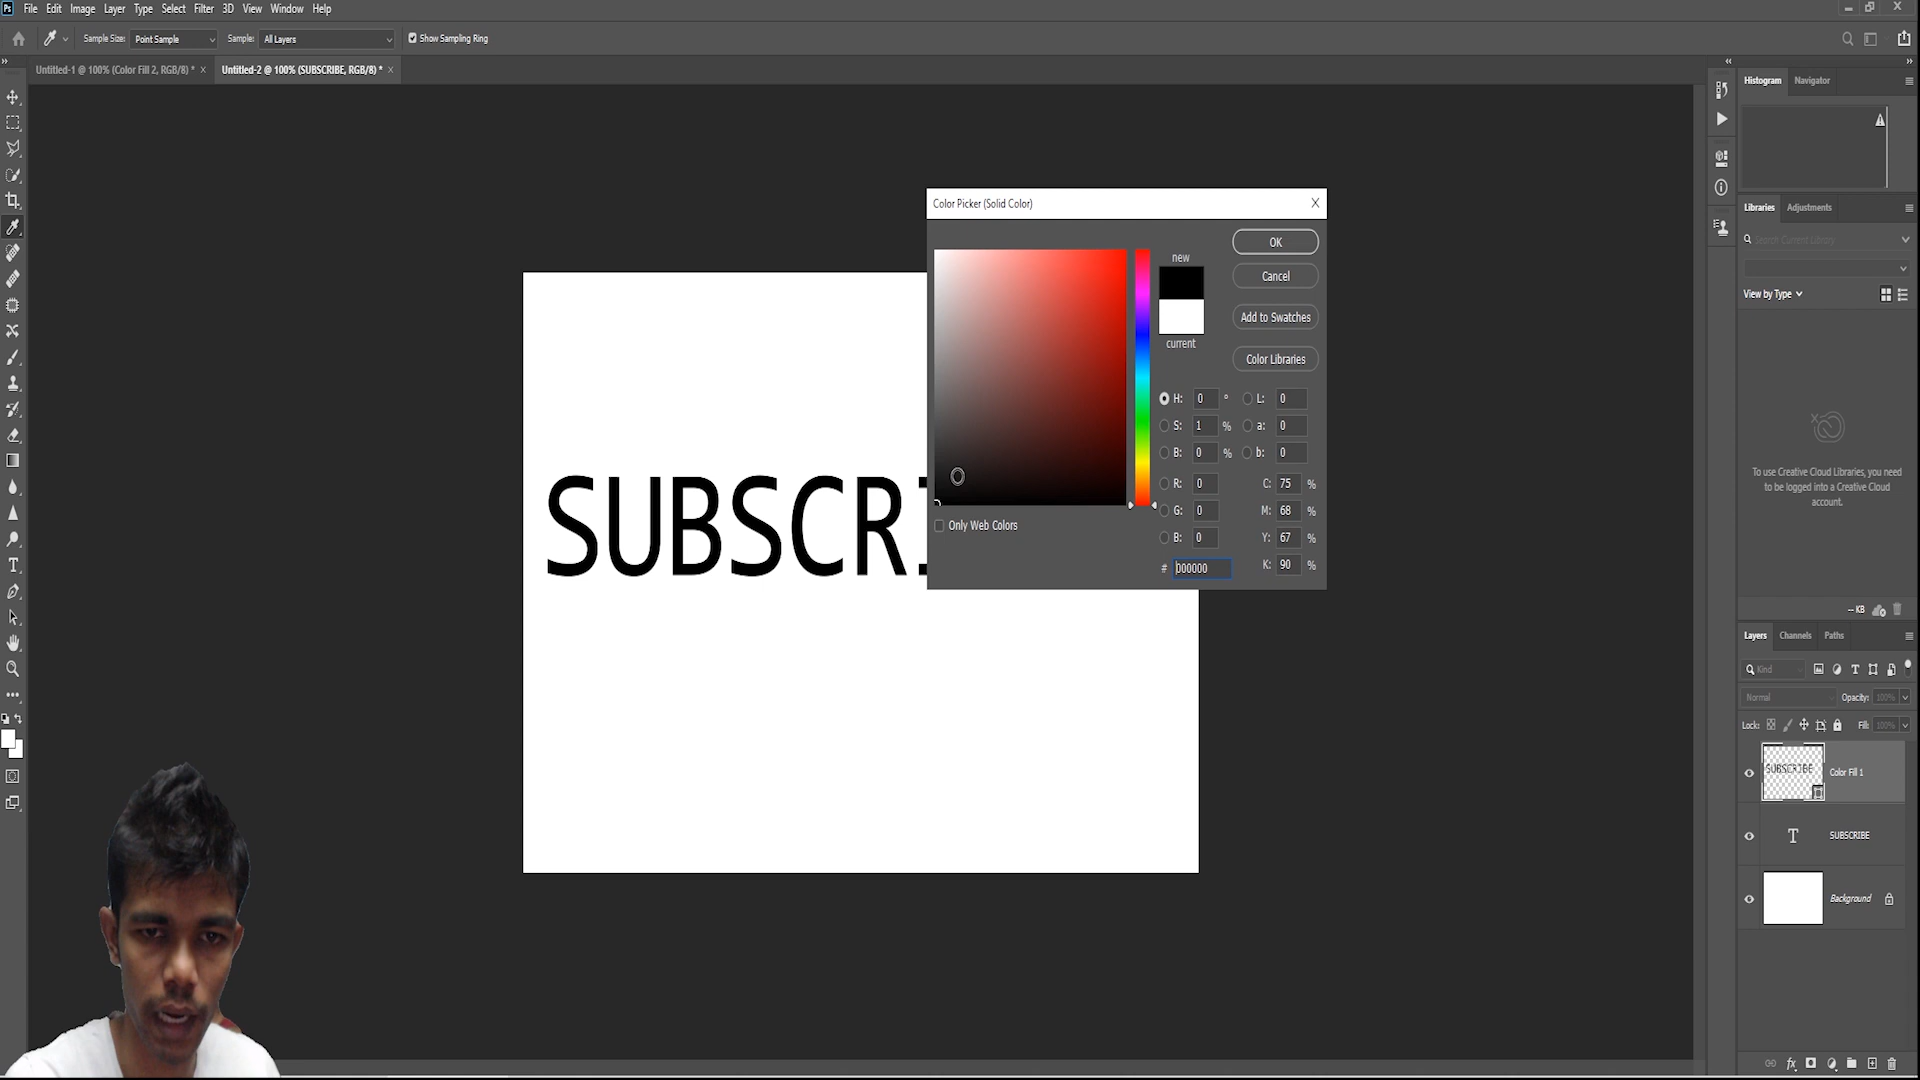 Ps File Edit Image Layer Type Select Filter 3D View Window Help
Sample Size: Point Sample Sample: All Layers Show Sampling Ring
Untitled-1 @ 100% (Color Fill 2, RGB/8) * × Untitled-2 @ 100% (SUBSCRIBE, RGB/8) * ×
Histogram Navigator
Libraries Adjustments
Search Current Library
View by Type
To use Creative Cloud Libraries, you need
to be logged into a Creative Cloud
account.
-- KB
Color Picker (Solid Color)
new
current
OK
Cancel
Add to Swatches
Color Libraries
H: 0 ° L: 0
S: 1 % a: 0
B: 0 % b: 0
R: 0 C: 75 %
G: 0 M: 68 %
B: 0 Y: 67 %
# 000000 K: 90 %
Only Web Colors
SUBSCRI
Layers Channels Paths
Kind
Normal Opacity: 100%
Lock: Fill: 100%
SUBSCRIBE Color Fill 1
T SUBSCRIBE
Background
fx